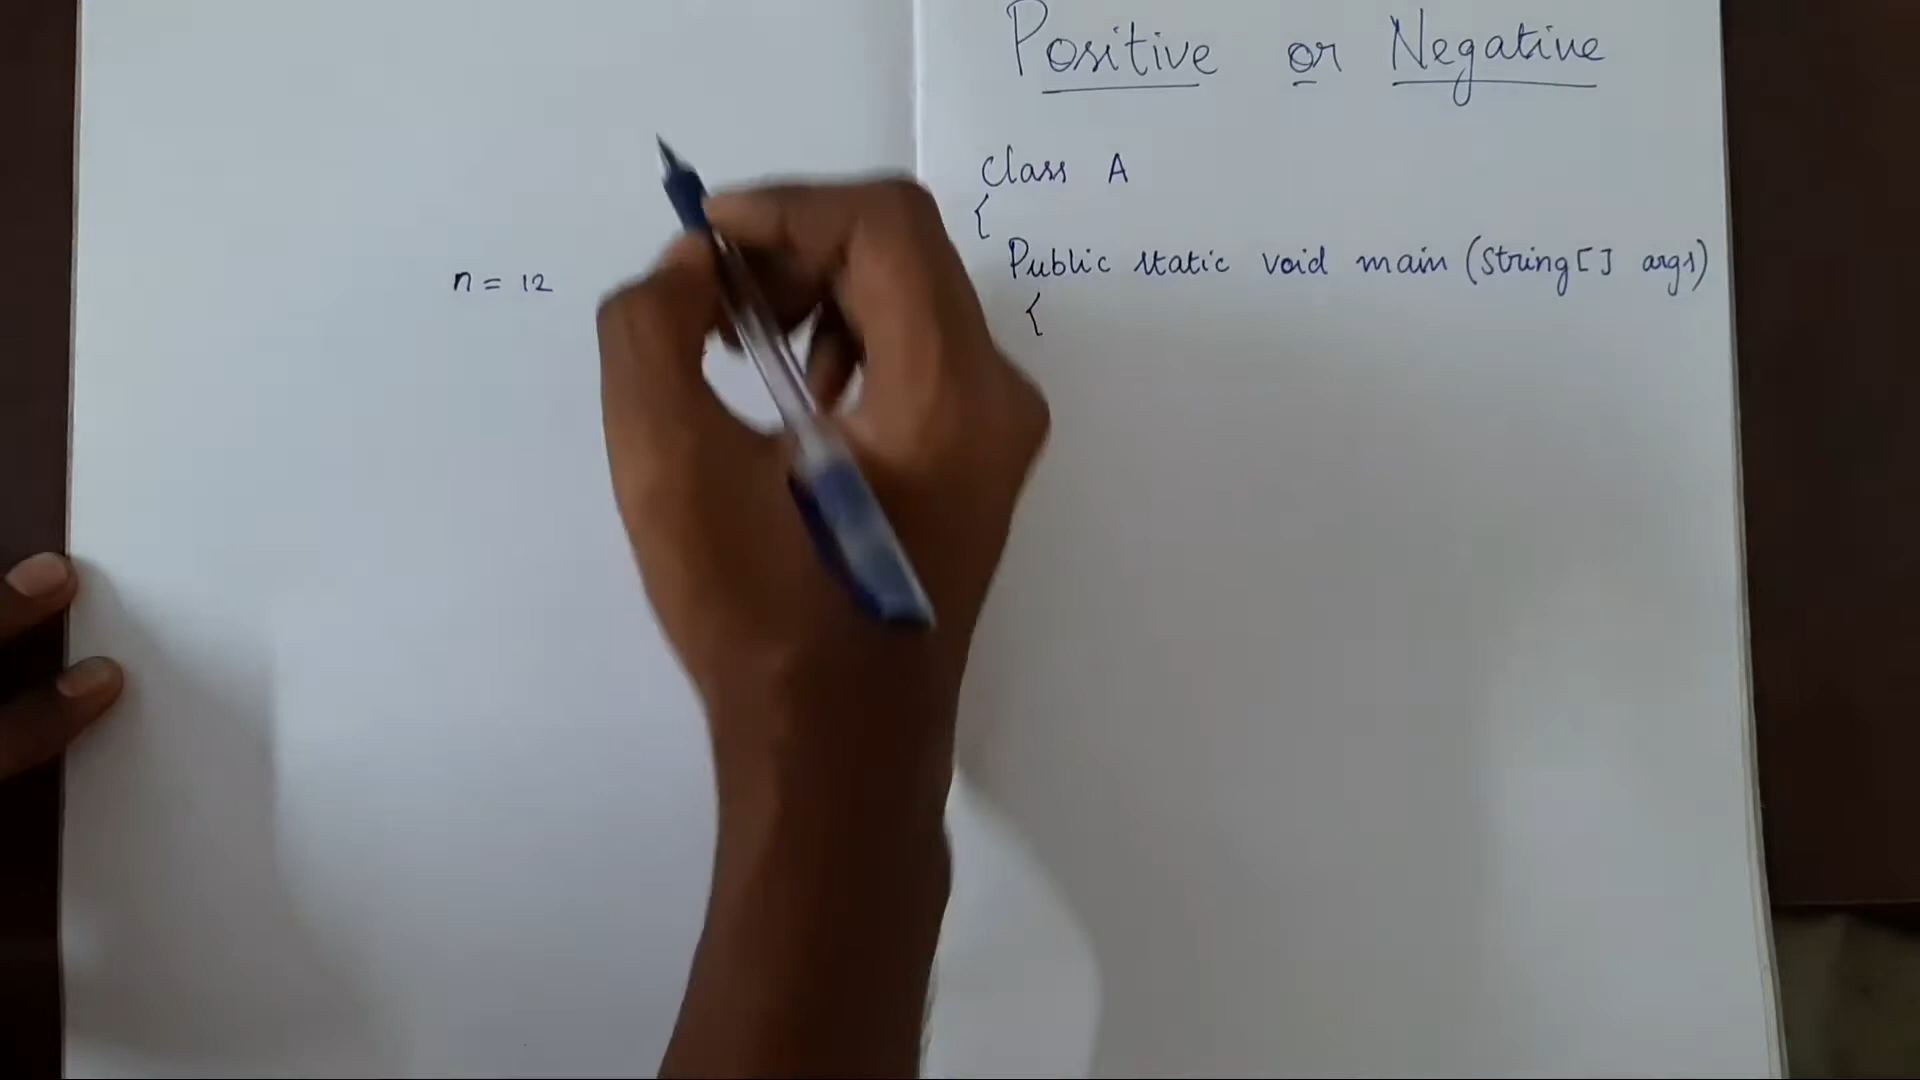 n = 12
Positive or Negative
Class A
{
Public static void main (String[] args)
{